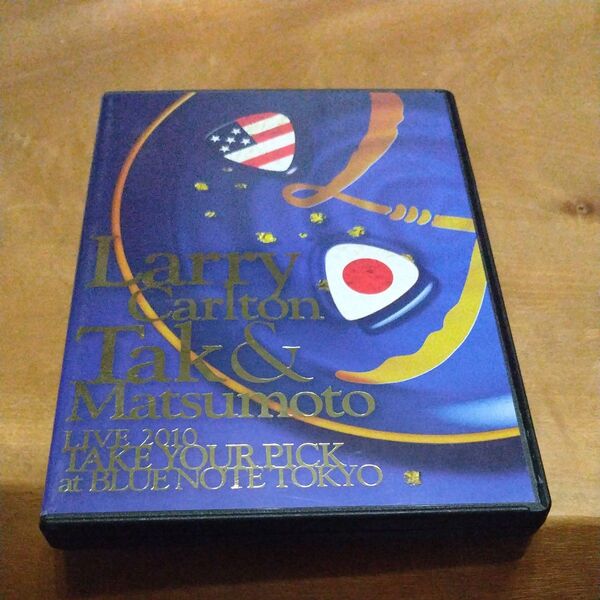 Larry
Carlton
Tak &
Matsumoto
LIVE 2010
TAKE YOUR PICK
at BLUE NOTE TOKYO